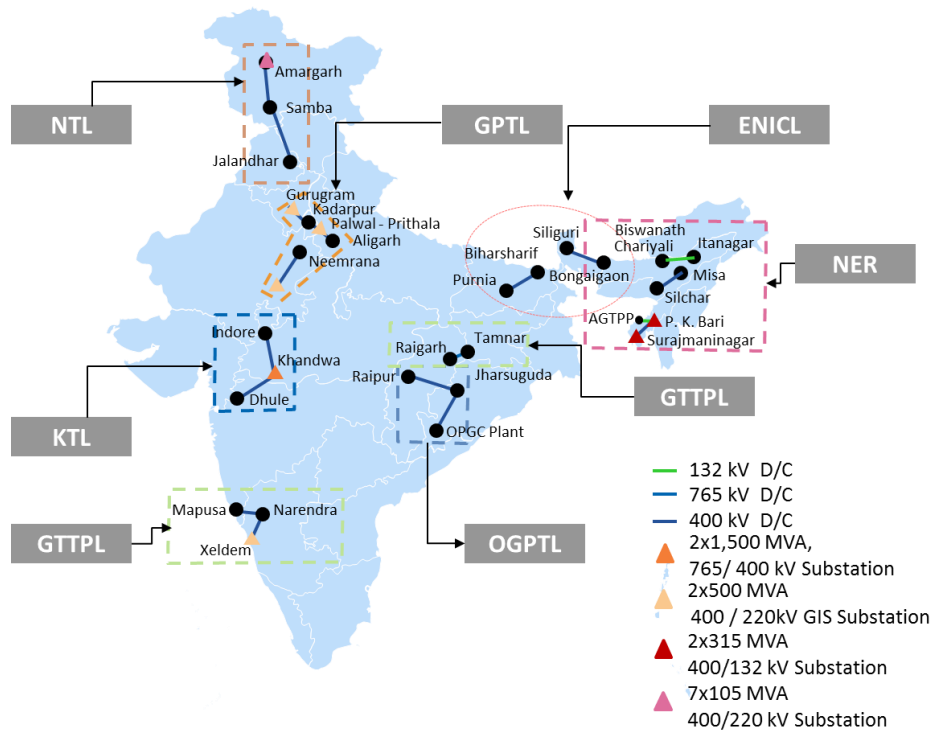 Amargarh
NTL
Samba
GPTL
ENICL
Jalandhar
Gurugram
Kadarpur
Palwal - Prithala
Aligarh
Neemrana
Siliguri
Biharsharif
Purnia
Bongaigaon
Biswanath
Chariyali
Itanagar
Misa
Silchar
NER
AGTPP
P. K. Bari
Surajmaninagar
Indore
Khandwa
Dhule
KTL
Tamnar
Raigarh
Raipur
Jharsuguda
OPGC Plant
GTTPL
Mapusa
Narendra
Xeldem
GTTPL
OGPTL
132 kV D/C
765 kV D/C
400 kV D/C
2x1,500 MVA,
765/ 400 kV Substation
2x500 MVA
400 / 220kV GIS Substation
2x315 MVA
400/132 kV Substation
7x105 MVA
400/220 kV Substation